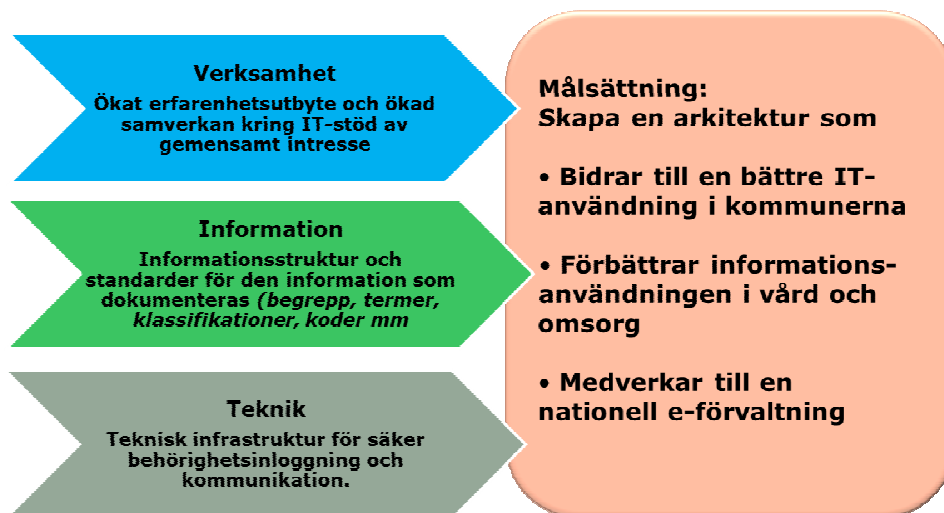 Verksamhet
Ökat erfarenhetsutbyte och ökad
samverkan kring IT-stöd av
gemensamt intresse
Information
Informationsstruktur och
standarder för den information som
dokumenteras (begrepp, termer,
klassifikationer, koder mm
Teknik
Teknisk infrastruktur för säker
behörighetsinloggning och
kommunikation.
Målsättning:
Skapa en arkitektur som
• Bidrar till en bättre IT-
användning i kommunerna
• Förbättrar informations-
användningen i vård och
omsorg
• Medverkar till en
nationell e-förvaltning